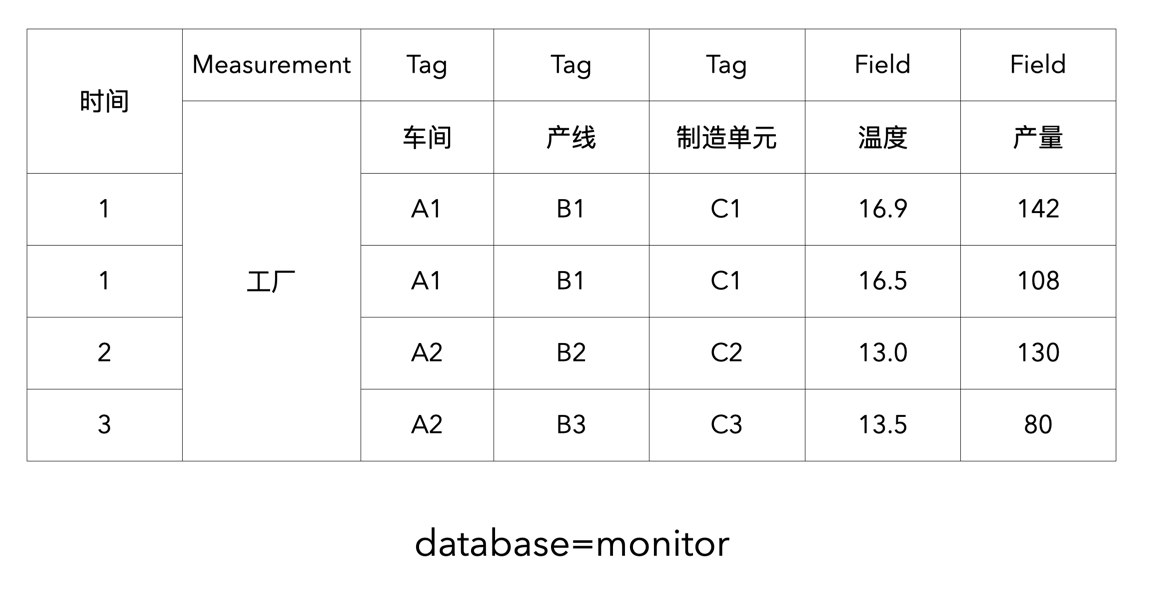 时间 Measurement Tag Tag Tag Field Field
工厂 车间 产线 制造单元 温度 产量
1 A1 B1 C1 16.9 142
1 A1 B1 C1 16.5 108
2 A2 B2 C2 13.0 130
3 A2 B3 C3 13.5 80
database=monitor